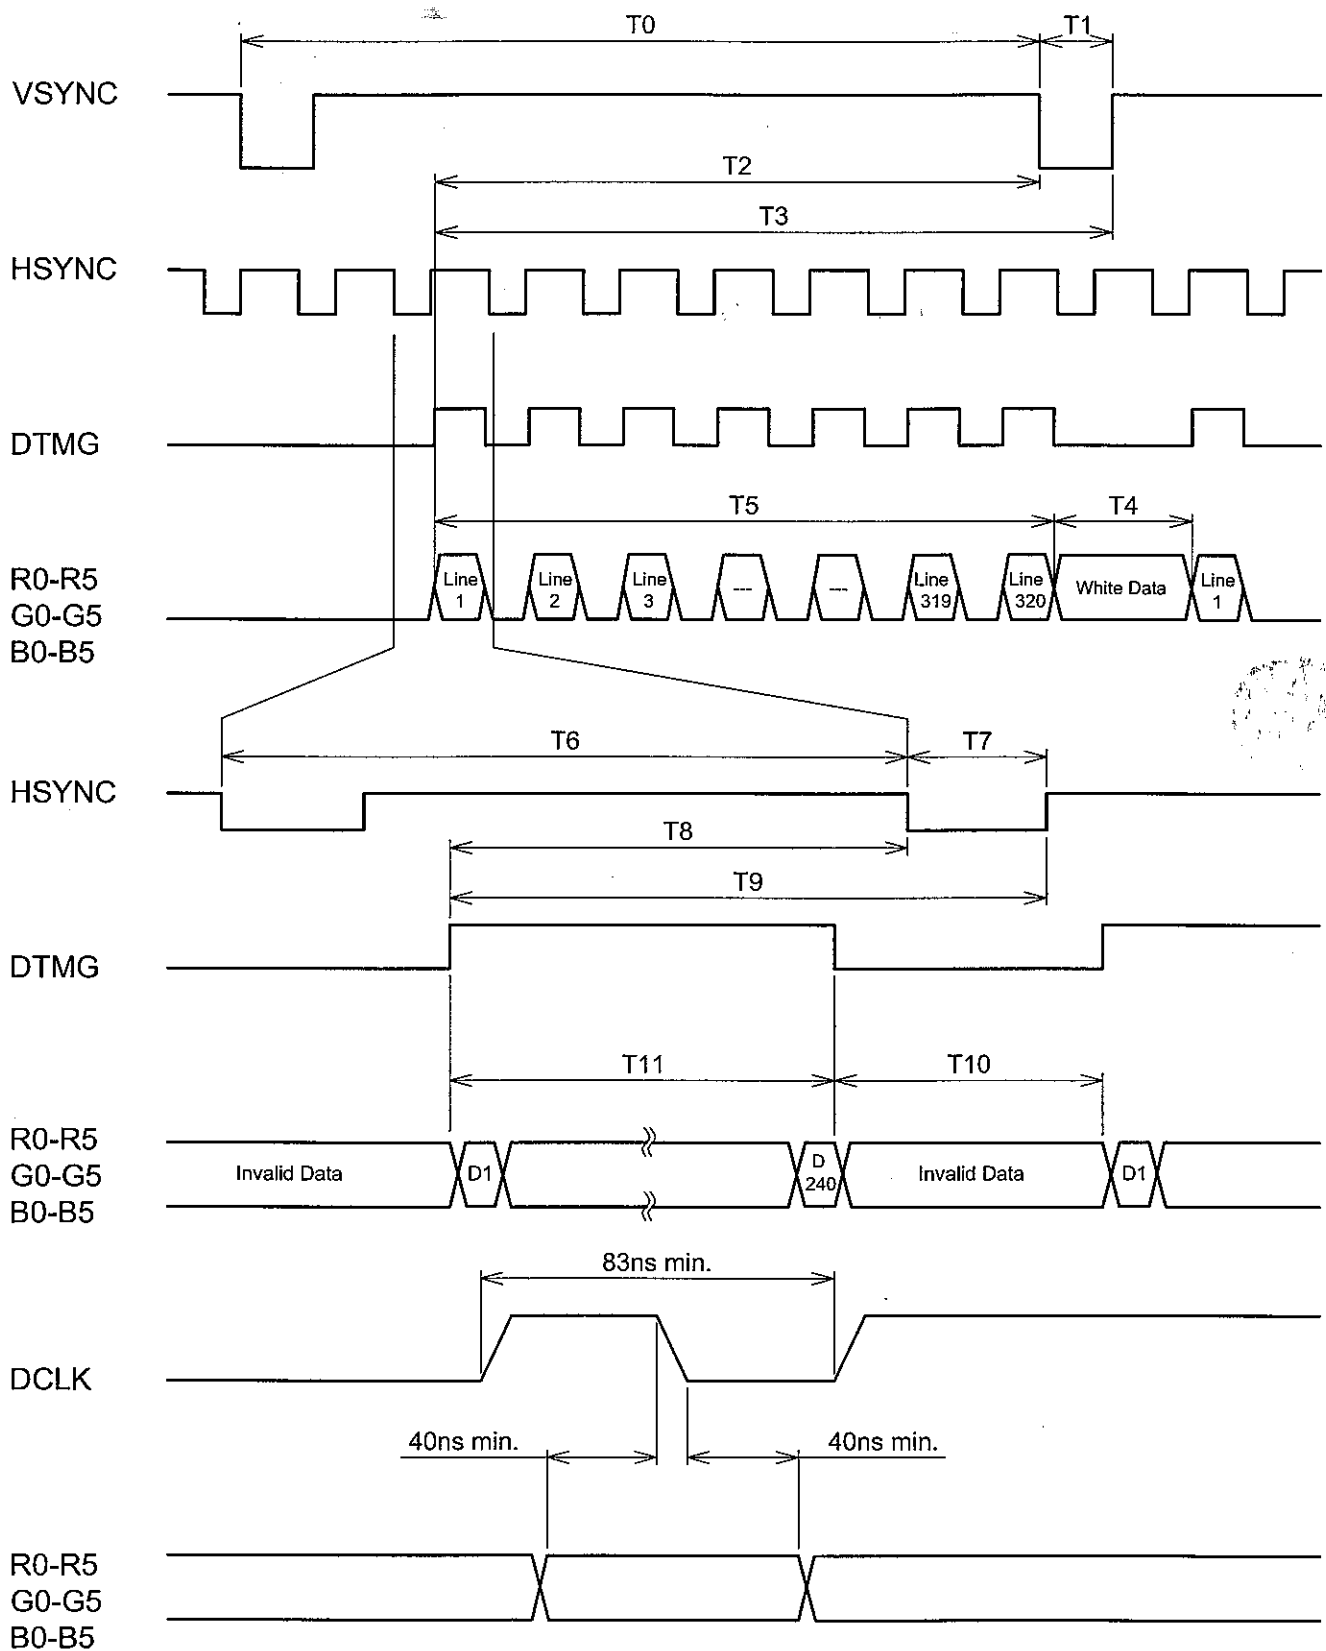 T0 T1
VSYNC
T2
T3
HSYNC
DTMG
T5 T4
R0-R5
G0-G5
B0-B5
Line 1
Line 2
Line 3
---
---
Line 319
Line 320
White Data
Line 1
T6 T7
HSYNC
T8
T9
DTMG
T11 T10
R0-R5
G0-G5
B0-B5
Invalid Data D1 D 240 Invalid Data D1
83ns min.
DCLK
40ns min. 40ns min.
R0-R5
G0-G5
B0-B5